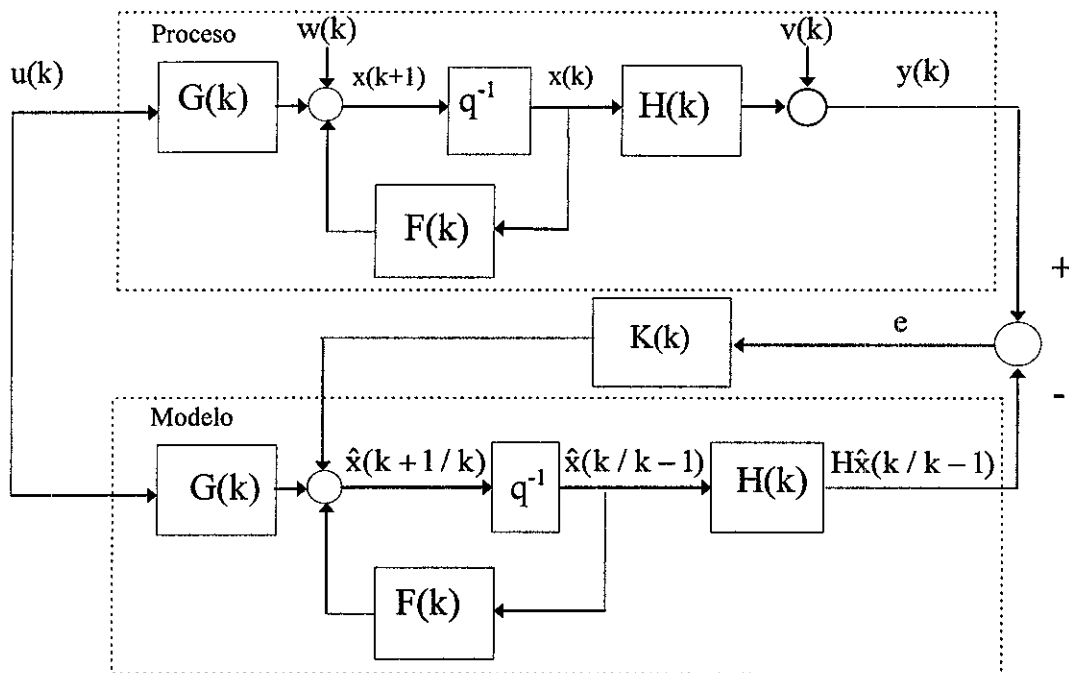 Proceso
w(k)
v(k)
u(k)
x(k+1)
x(k)
y(k)
G(k)
q⁻¹
H(k)
F(k)
+
K(k)
e
-
Modelo
x̂(k + 1 / k)
x̂(k / k − 1)
Hx̂(k / k − 1)
G(k)
q⁻¹
H(k)
F(k)